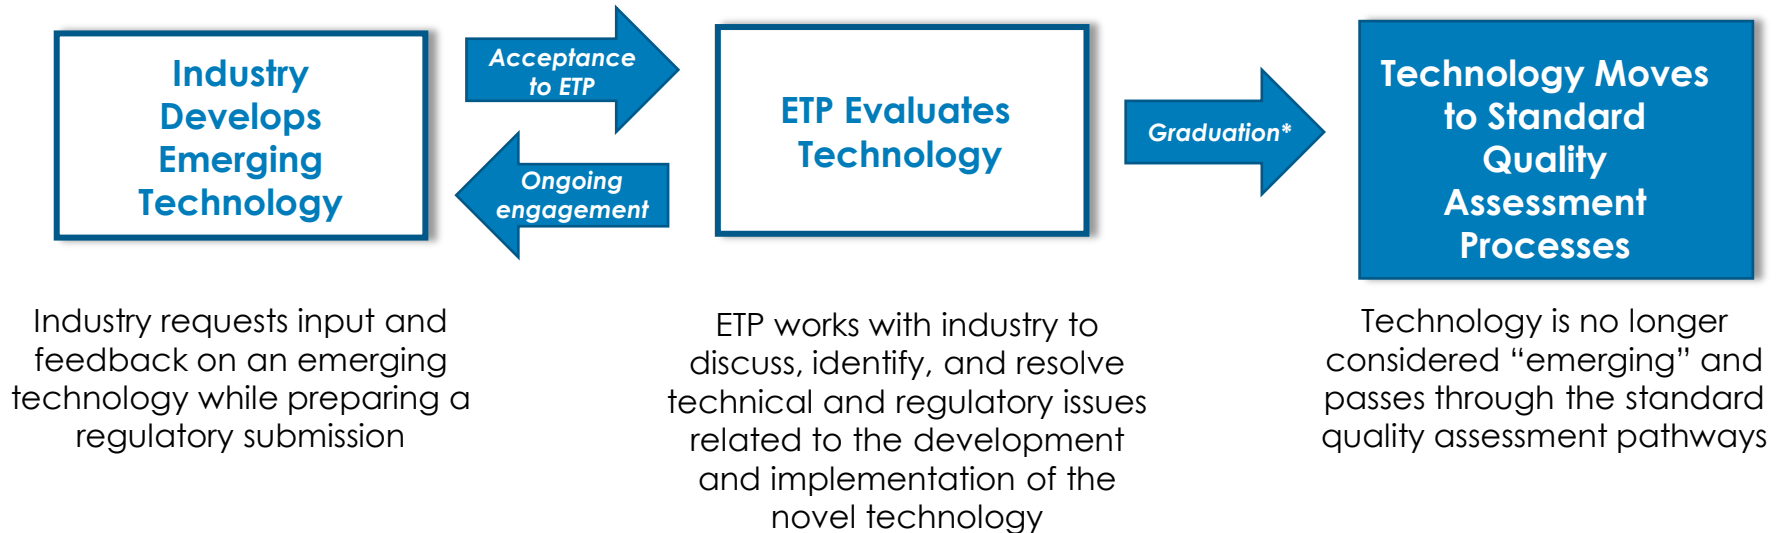 Industry
Develops
Emerging
Technology
Acceptance
to ETP
Ongoing
engagement
ETP Evaluates
Technology
Graduation*
Technology Moves
to Standard
Quality
Assessment
Processes
Industry requests input and
feedback on an emerging
technology while preparing a
regulatory submission
ETP works with industry to
discuss, identify, and resolve
technical and regulatory issues
related to the development
and implementation of the
novel technology
Technology is no longer
considered “emerging” and
passes through the standard
quality assessment pathways